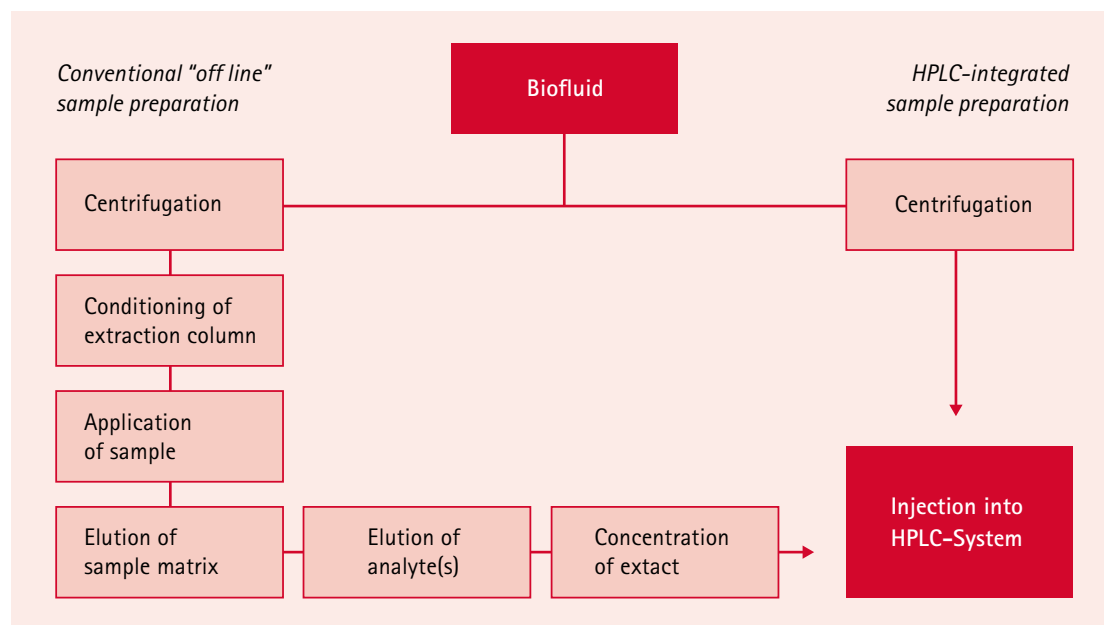 Conventional “off line”
sample preparation
Biofluid
HPLC-integrated
sample preparation
Centrifugation
Centrifugation
Conditioning of
extraction column
Application
of sample
Elution of
sample matrix
Elution of
analyte(s)
Concentration
of extact
Injection into
HPLC-System